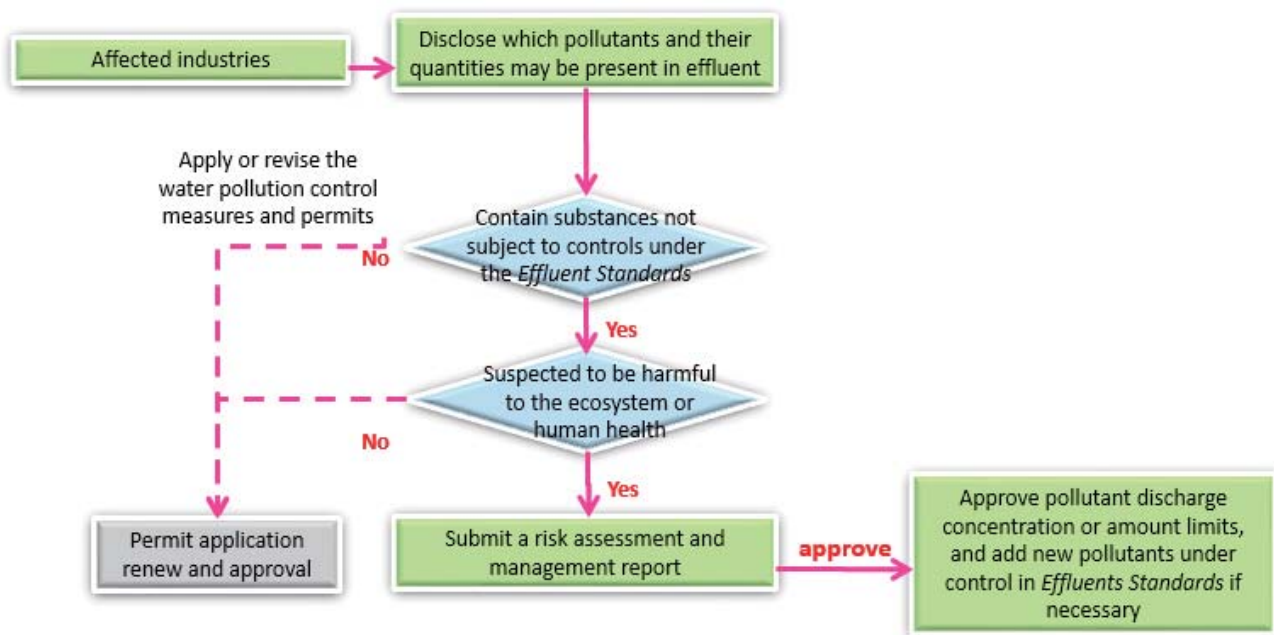 Affected industries
Disclose which pollutants and their
quantities may be present in effluent
Apply or revise the
water pollution control
measures and permits
Contain substances not
subject to controls under
the Effluent Standards
No
Yes
Suspected to be harmful
to the ecosystem or
human health
No
Yes
Permit application
renew and approval
Submit a risk assessment and
management report
approve
Approve pollutant discharge
concentration or amount limits,
and add new pollutants under
control in Effluents Standards if
necessary